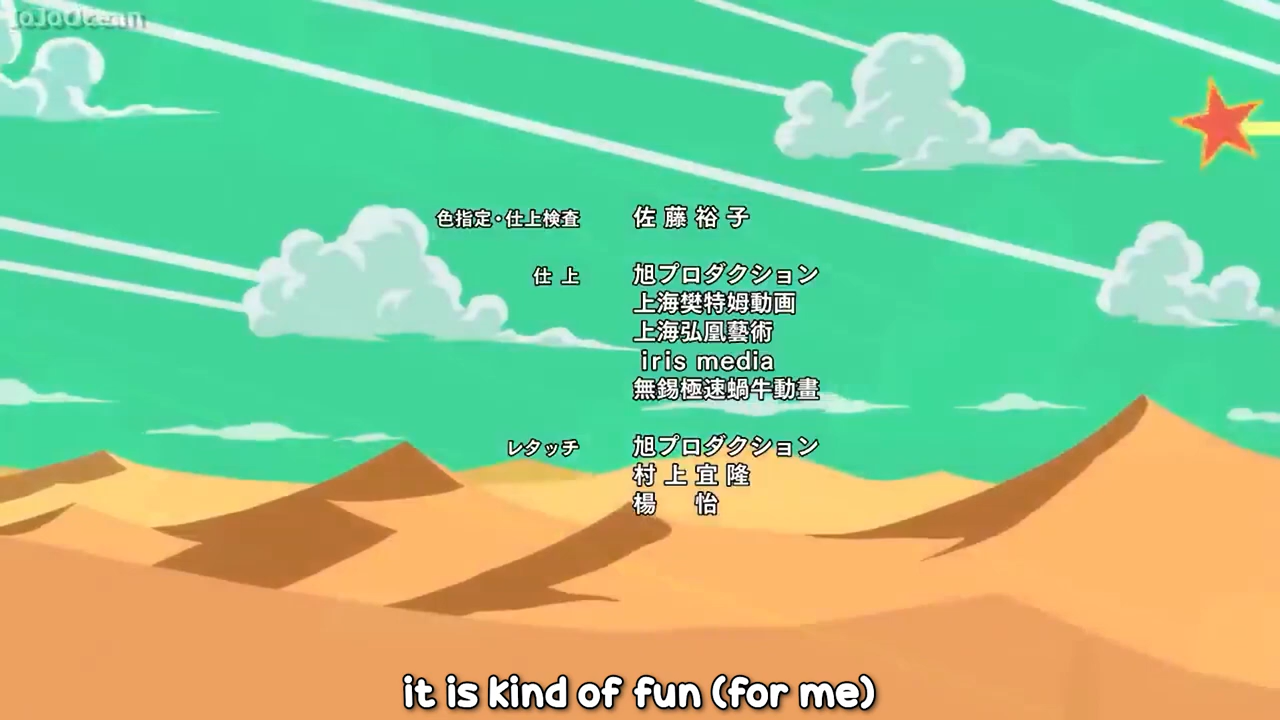 JoJoOcean
色指定・仕上検査 佐藤裕子
仕上 旭プロダクション
上海樊特姆動画
上海弘凰藝術
iris media
無錫極速蝸牛動畫
レタッチ 旭プロダクション
村上宜隆
楊 怡
it is kind of fun (for me)